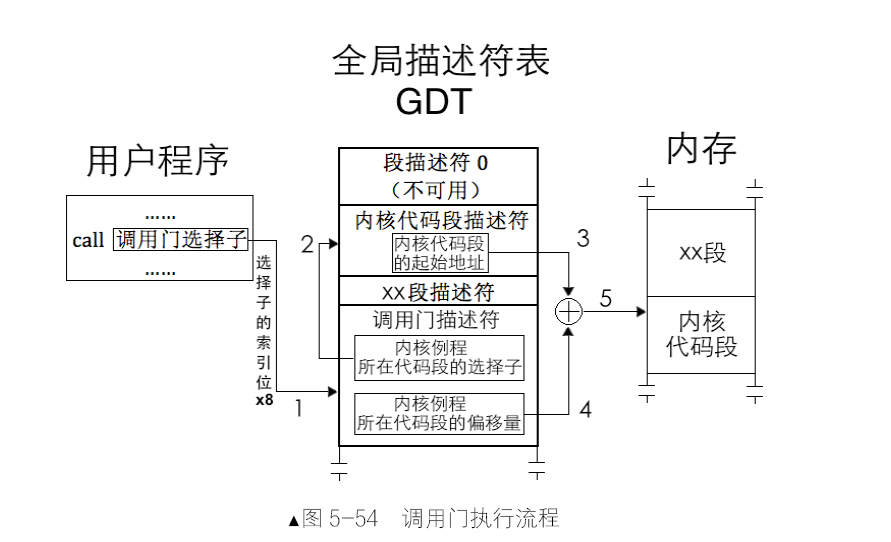 全局描述符表
GDT
用户程序
内存
......
call 调用门选择子
......
选择子的索引位
x8
1
2
段描述符 0
（不可用）
内核代码段描述符
内核代码段
的起始地址
xx段描述符
调用门描述符
内核例程
所在代码段的选择子
内核例程
所在代码段的偏移量
3
4
5
xx段
内核
代码段
▲图 5-54 调用门执行流程